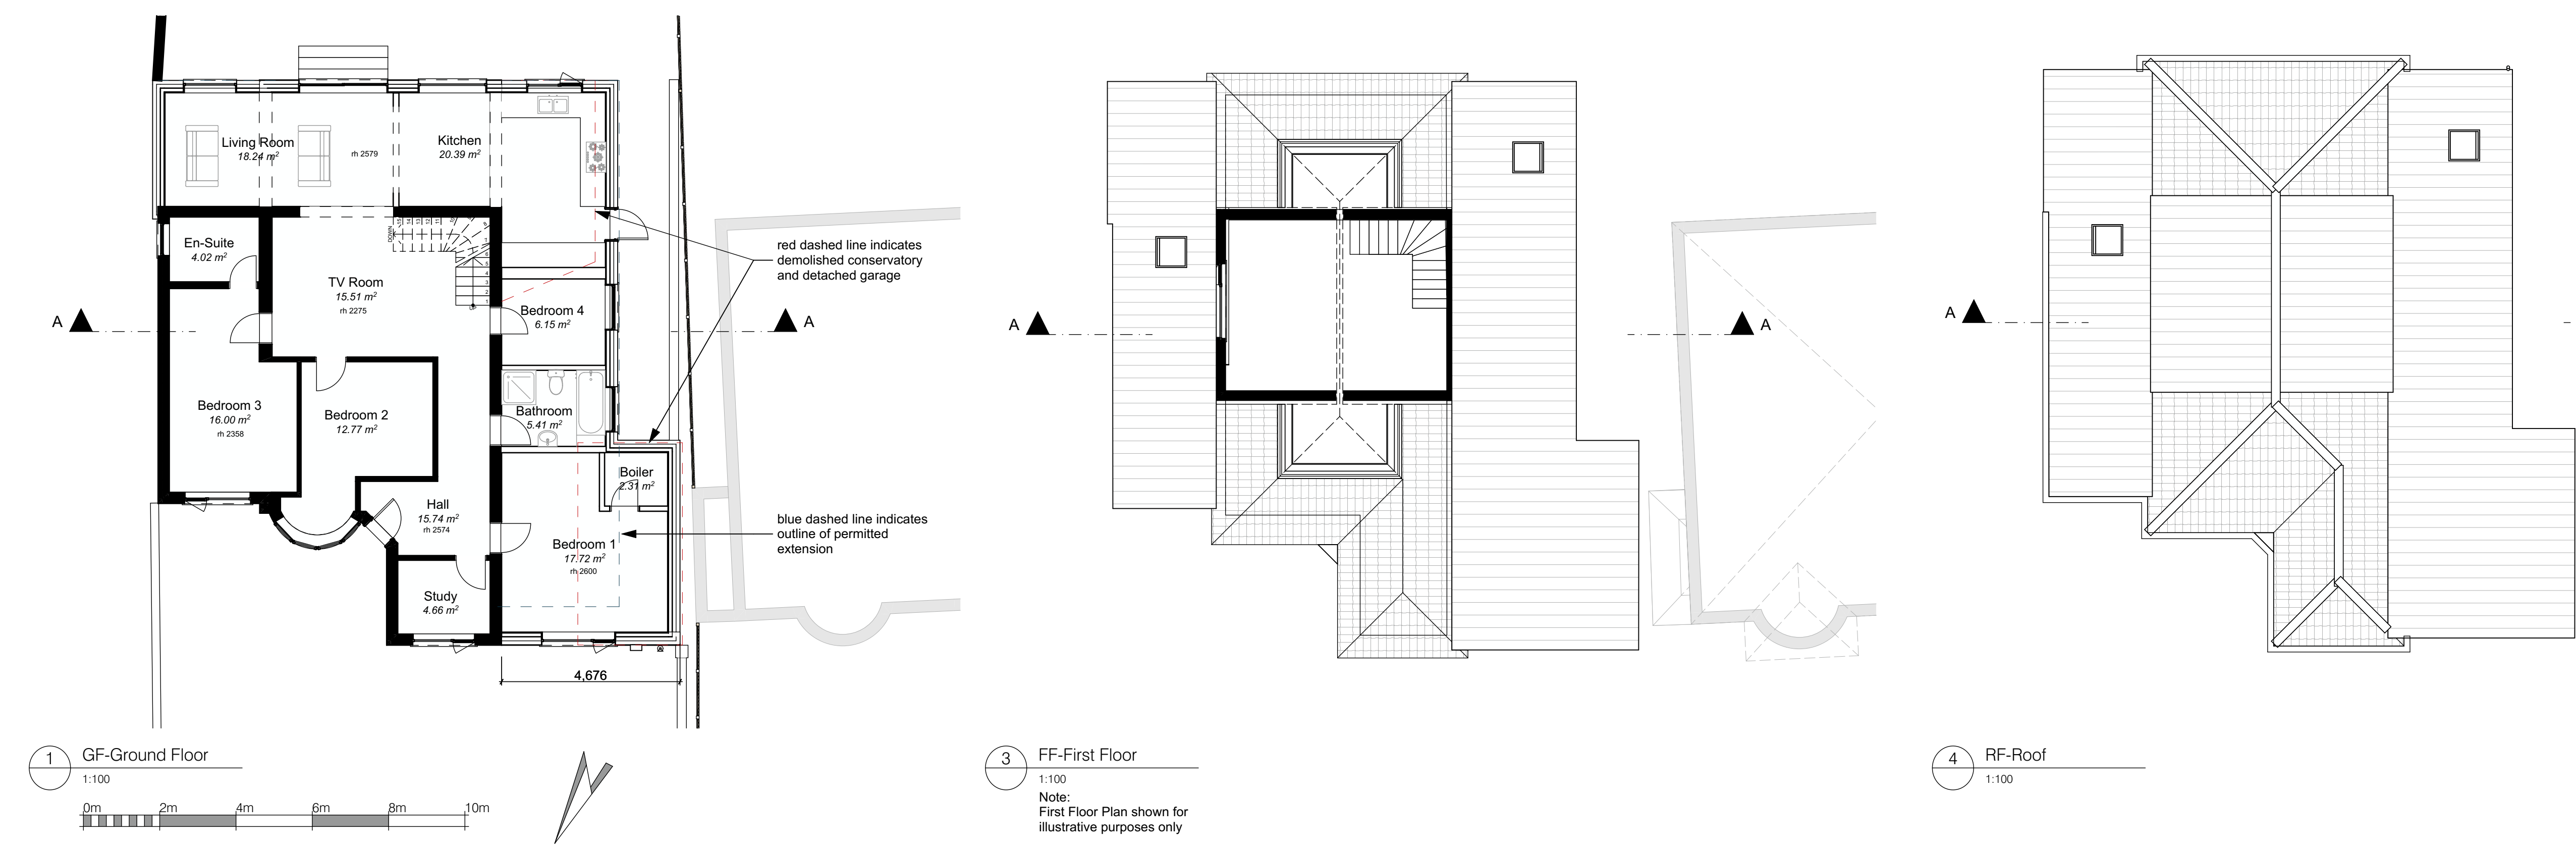 Living Room
18.24 m²
rh 2579
Kitchen
20.39 m²
En-Suite
4.02 m²
DOWN
TV Room
15.51 m²
rh 2275
UP
Bedroom 4
6.15 m²
A
A
red dashed line indicates
demolished conservatory
and detached garage
Bedroom 3
16.00 m²
rh 2358
Bedroom 2
12.77 m²
Bathroom
5.41 m²
Boiler
2.31 m²
Hall
15.74 m²
rh 2574
Bedroom 1
17.72 m²
rh 2600
blue dashed line indicates
outline of permitted
extension
Study
4.66 m²
4,676
1
GF-Ground Floor
1:100
0m 2m 4m 6m 8m 10m
A
A
3
FF-First Floor
1:100
Note:
First Floor Plan shown for
illustrative purposes only
A
4
RF-Roof
1:100